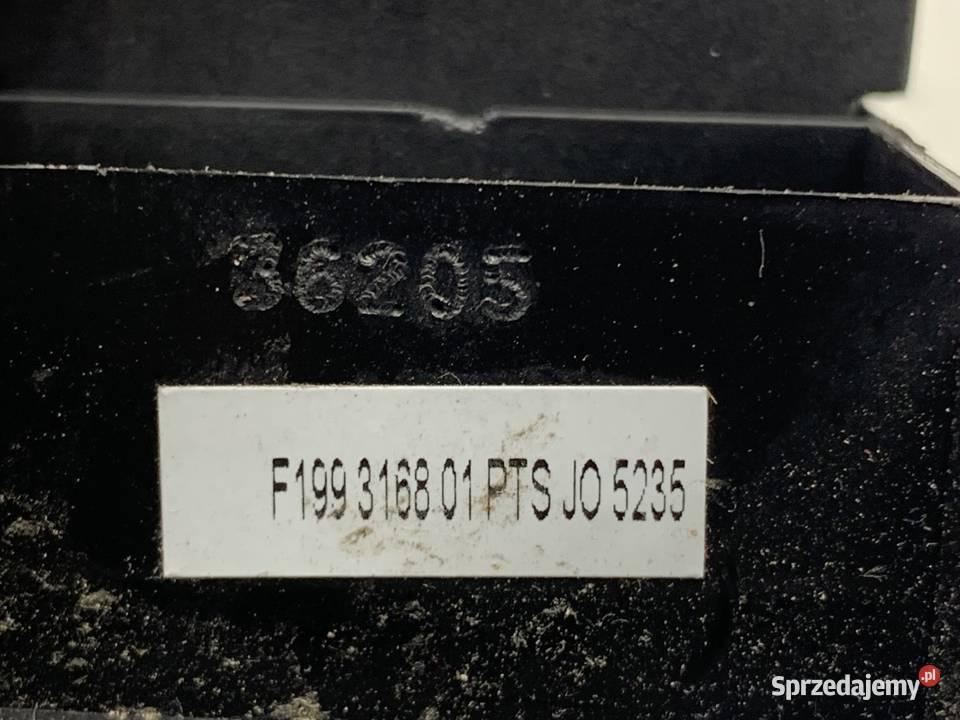 36205
F199 3168 01 PTS JO 5235
Sprzedajemy.pl